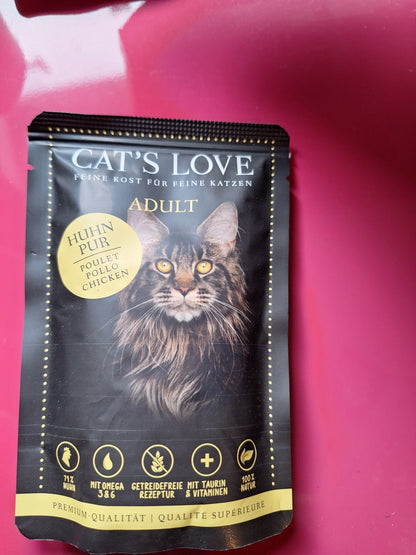 CAT'S LOVE
FEINE KOST FÜR FEINE KATZEN
ADULT
HUHN
PUR
POULET
POLLO
CHICKEN
71%
HUHN
MIT OMEGA
3 & 6
GETREIDEFREIE
REZEPTUR
MIT TAURIN
& VITAMINEN
100%
NATUR
PREMIUM-QUALITÄT | QUALITÉ SUPÉRIEURE